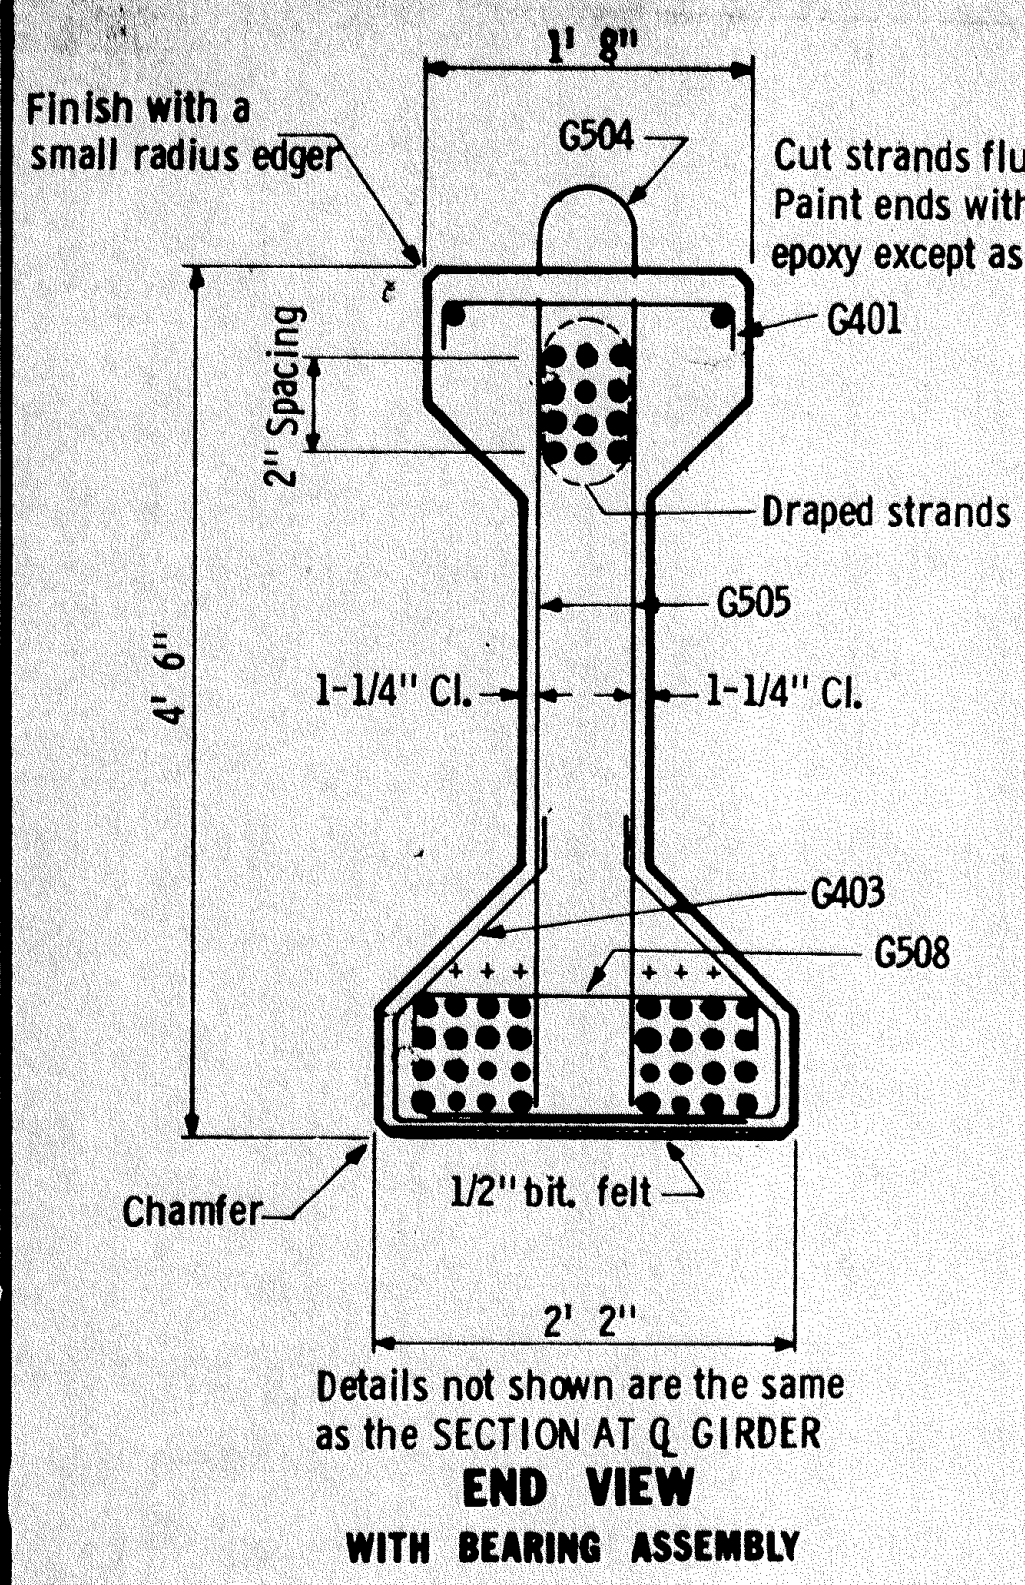 1' 8"
Finish with a
small radius edger
G504
Cut strands flu
Paint ends with
epoxy except as
G401
2" Spacing
Draped strands
G505
4' 6"
1-1/4" Cl.
1-1/4" Cl.
G403
G508
Chamfer
1/2" bit. felt
2' 2"
Details not shown are the same
as the SECTION AT ℄ GIRDER
END VIEW
WITH BEARING ASSEMBLY